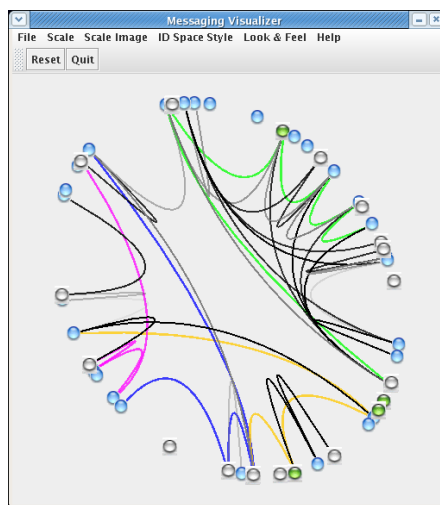 Messaging Visualizer
File Scale Scale Image ID Space Style Look & Feel Help
Reset Quit